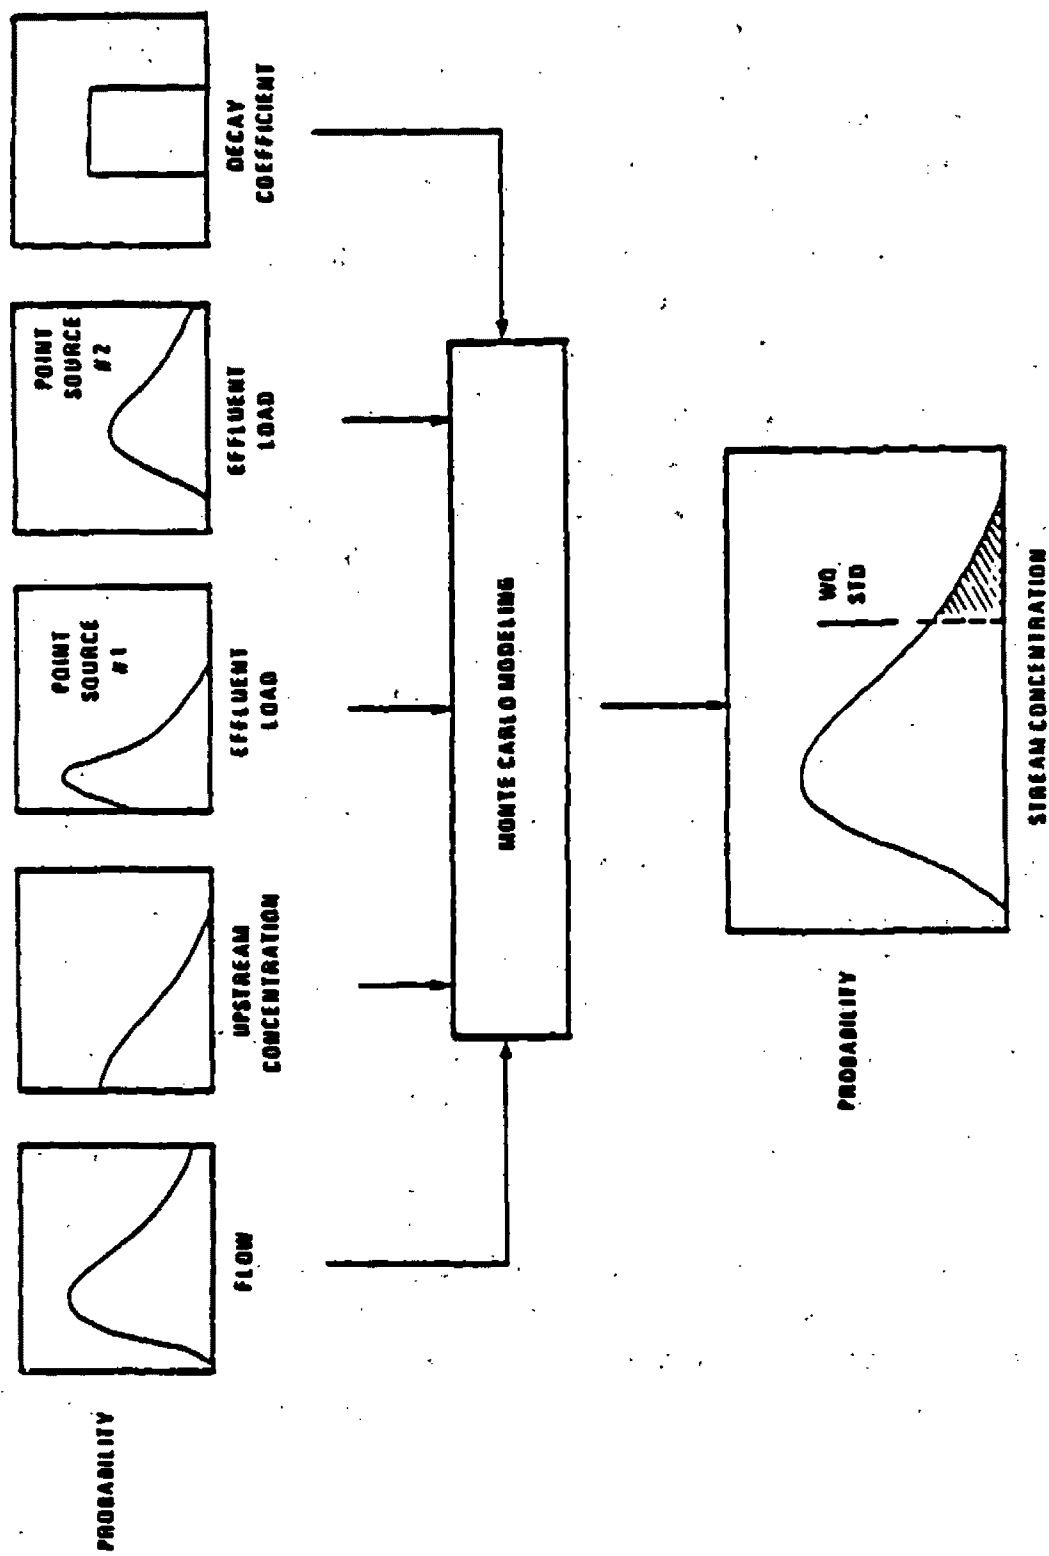 PROBABILITY
FLOW
UPSTREAM
CONCENTRATION
POINT
SOURCE
#1
EFFLUENT
LOAD
POINT
SOURCE
#2
EFFLUENT
LOAD
DECAY
COEFFICIENT
MONTE CARLO MODELING
PROBABILITY
WQ
STD
STREAM CONCENTRATION